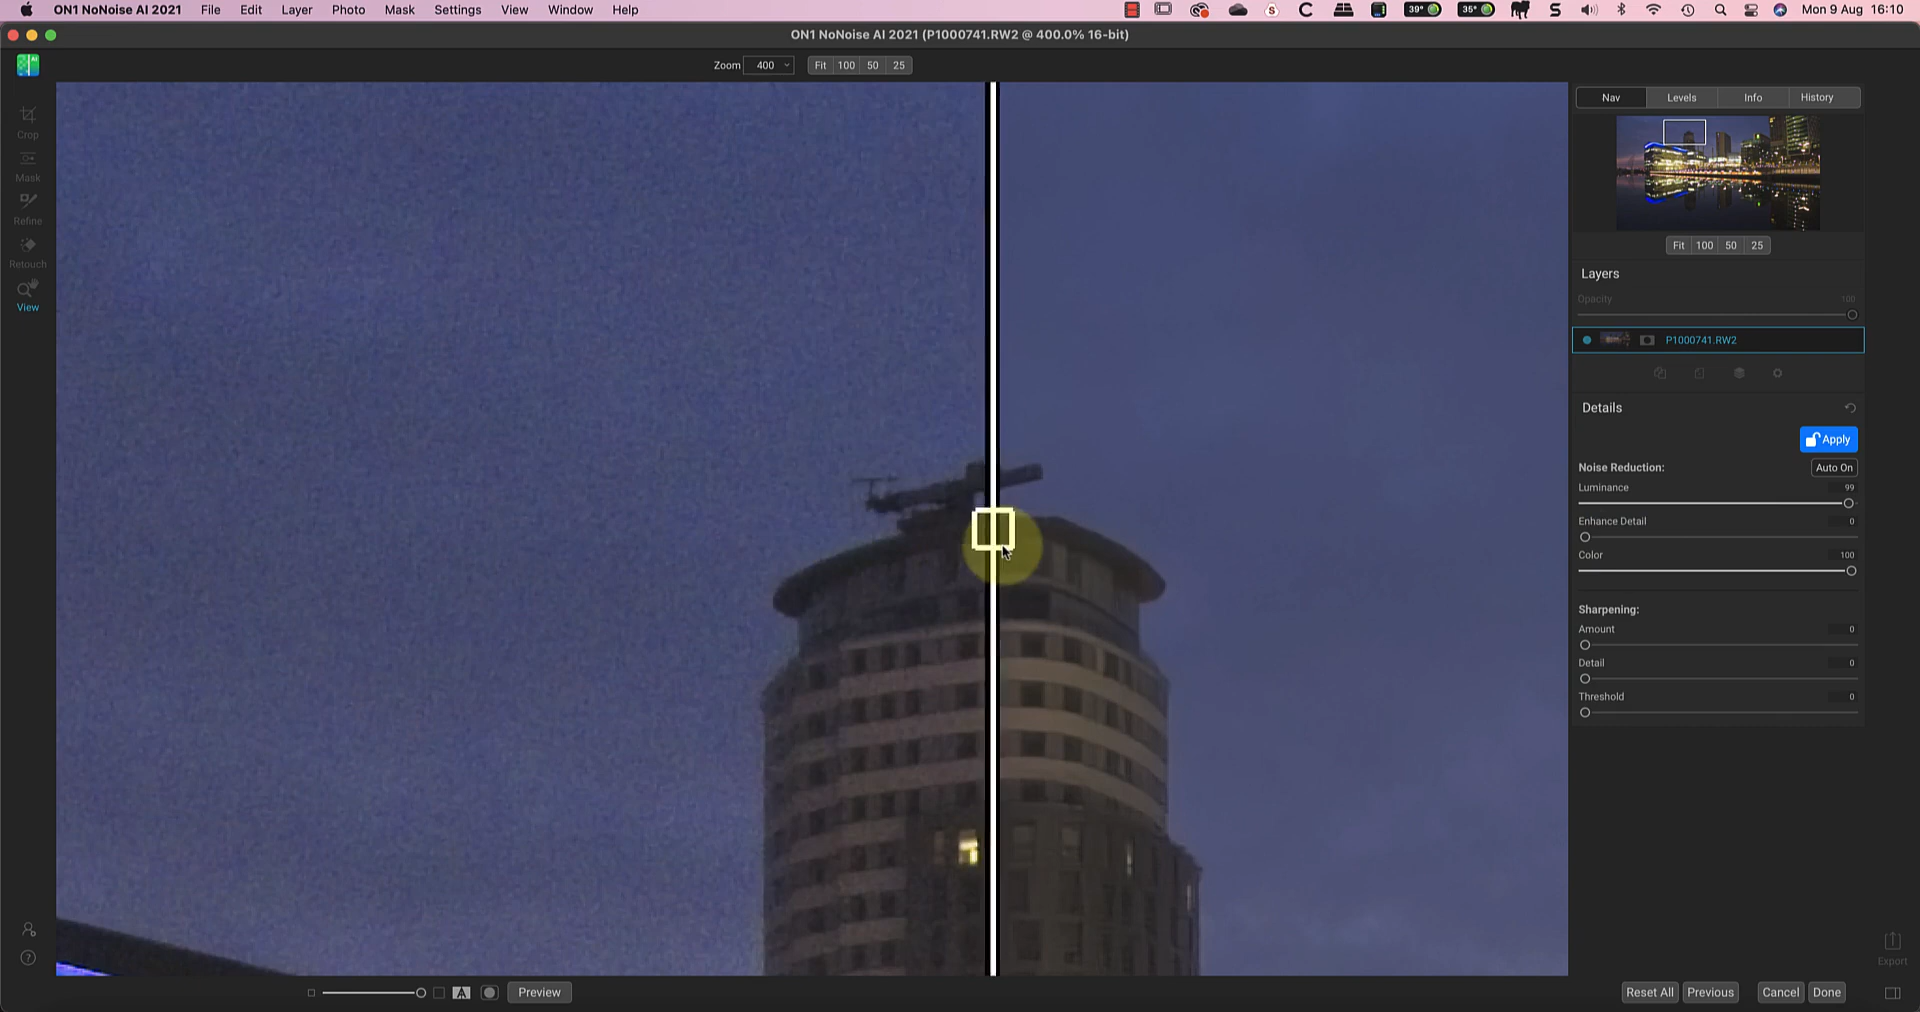 ON1 NoNoise AI 2021 File Edit Layer Photo Mask Settings View Window Help 39° 35° Mon 9 Aug 16:10
ON1 NoNoise AI 2021 (P1000741.RW2 @ 400.0% 16-bit)
Zoom 400 Fit 100 50 25
Crop
Mask
Refine
Retouch
View
Nav Levels Info History
Fit 100 50 25
Layers
Opacity 100
P1000741.RW2
Details
Apply
Noise Reduction: Auto On
Luminance 99
Enhance Detail 0
Color 100
Sharpening:
Amount 0
Detail 0
Threshold 0
Export
A Preview Reset All Previous Cancel Done